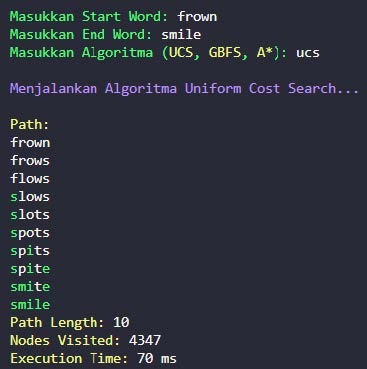 Masukkan Start Word: frown
Masukkan End Word: smile
Masukkan Algoritma (UCS, GBFS, A*): ucs
Menjalankan Algoritma Uniform Cost Search...
Path:
frown
frows
flows
slows
slots
spots
spits
spite
smite
smile
Path Length: 10
Nodes Visited: 4347
Execution Time: 70 ms